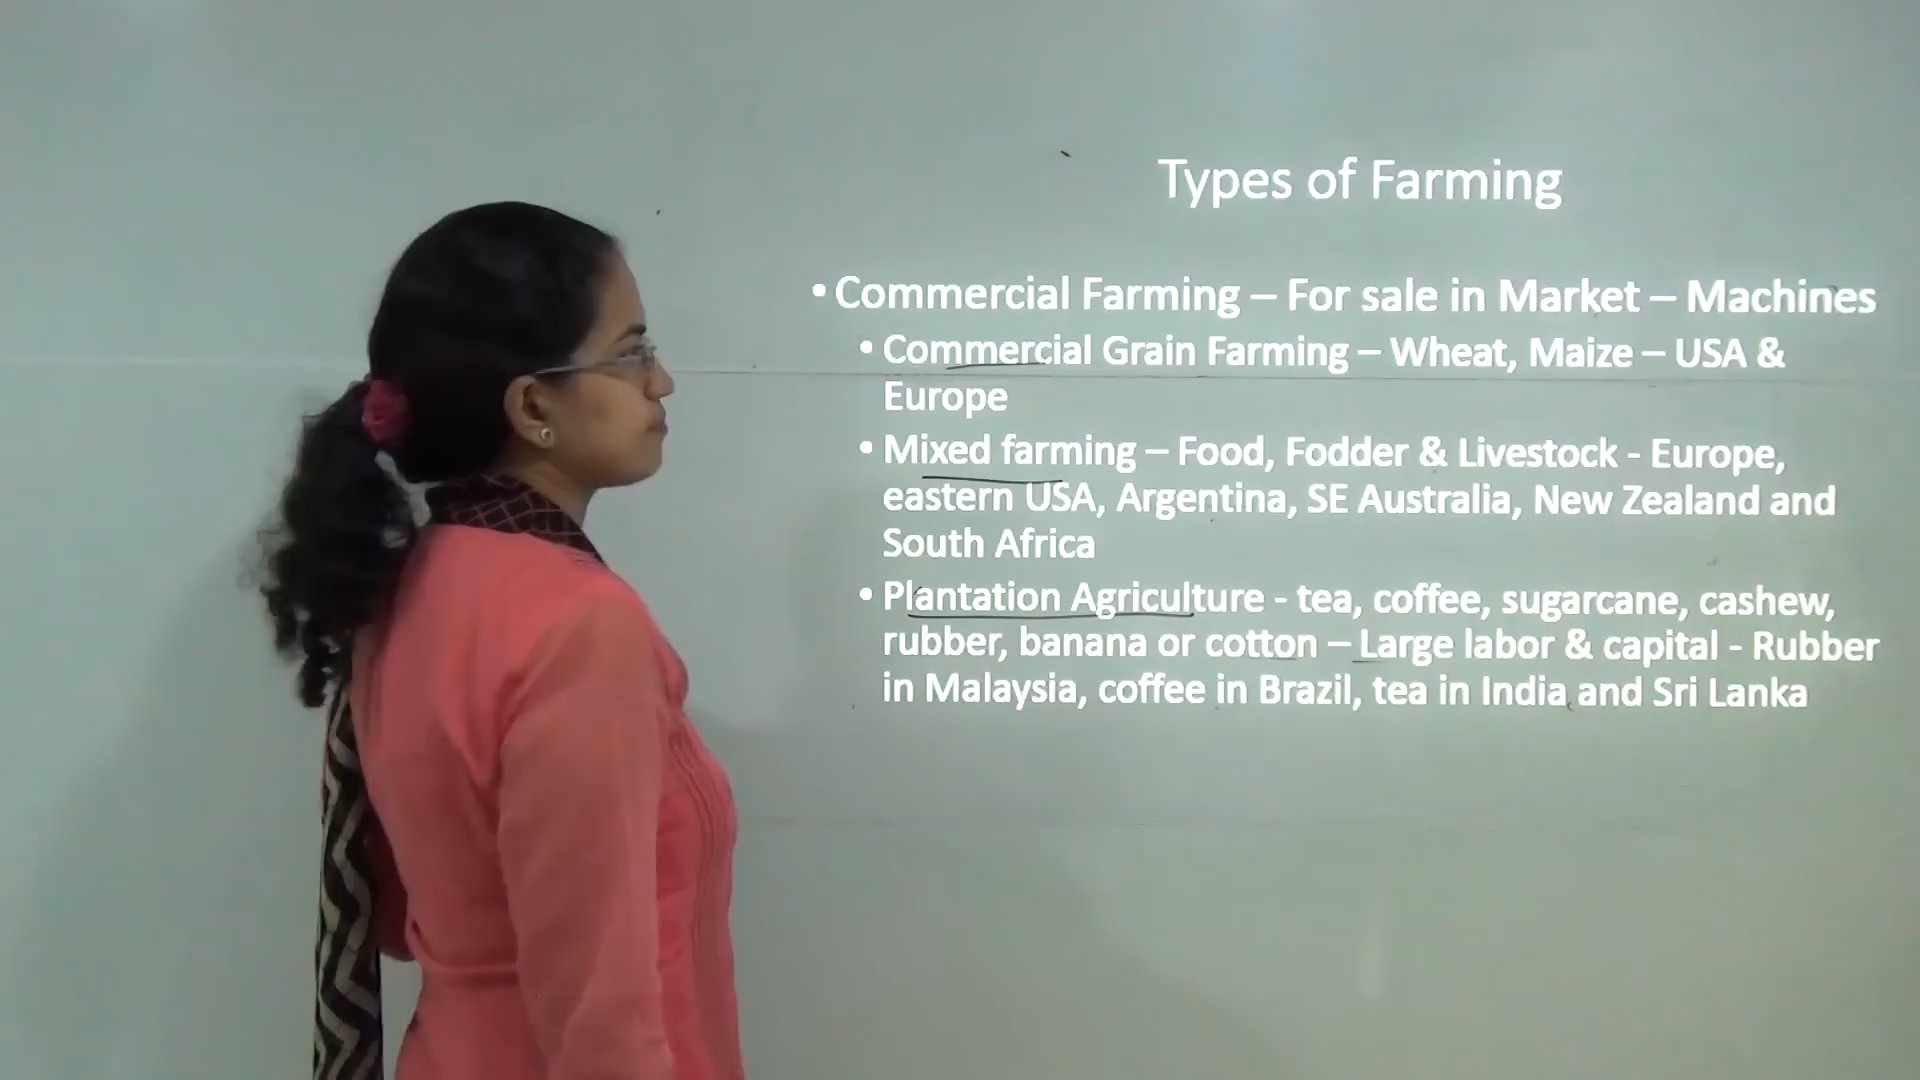 Types of Farming
• Commercial Farming – For sale in Market – Machines
• Commercial Grain Farming – Wheat, Maize – USA &
Europe
• Mixed farming – Food, Fodder & Livestock - Europe,
eastern USA, Argentina, SE Australia, New Zealand and
South Africa
• Plantation Agriculture - tea, coffee, sugarcane, cashew,
rubber, banana or cotton – Large labor & capital - Rubber
in Malaysia, coffee in Brazil, tea in India and Sri Lanka